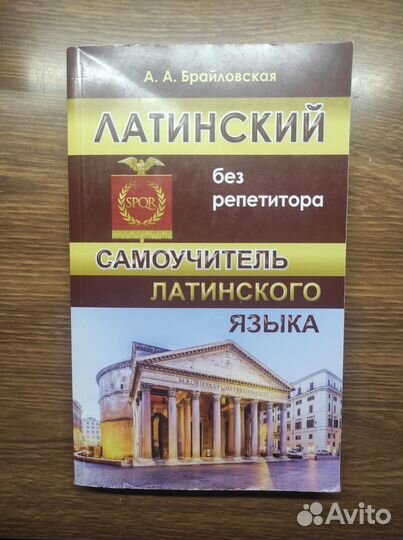 А. А. Брайловская
ЛАТИНСКИЙ
без
репетитора
SPQR
САМОУЧИТЕЛЬ
ЛАТИНСКОГО
ЯЗЫКА
Avito